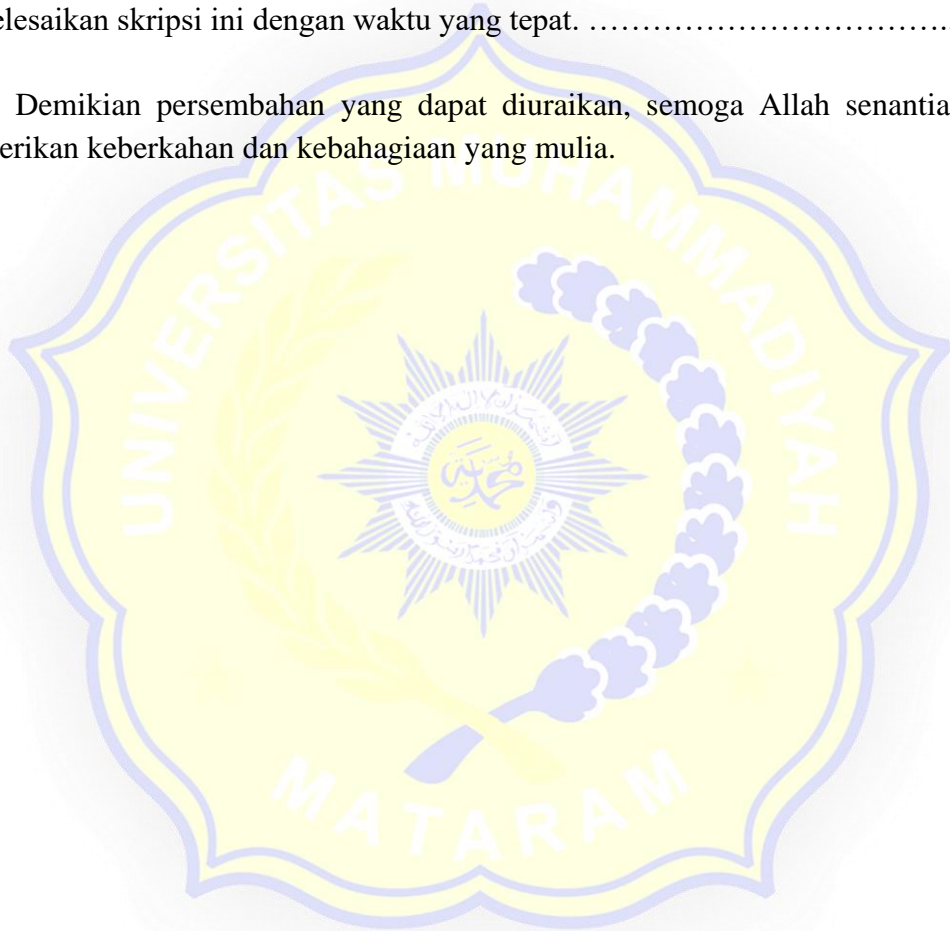 elesaikan skripsi ini dengan waktu yang tepat. ……………………………..
Demikian persembahan yang dapat diuraikan, semoga Allah senantia
erikan keberkahan dan kebahagiaan yang mulia.
UNIVERSITAS MUHAMMADIYAH
محمدية
MATARAM